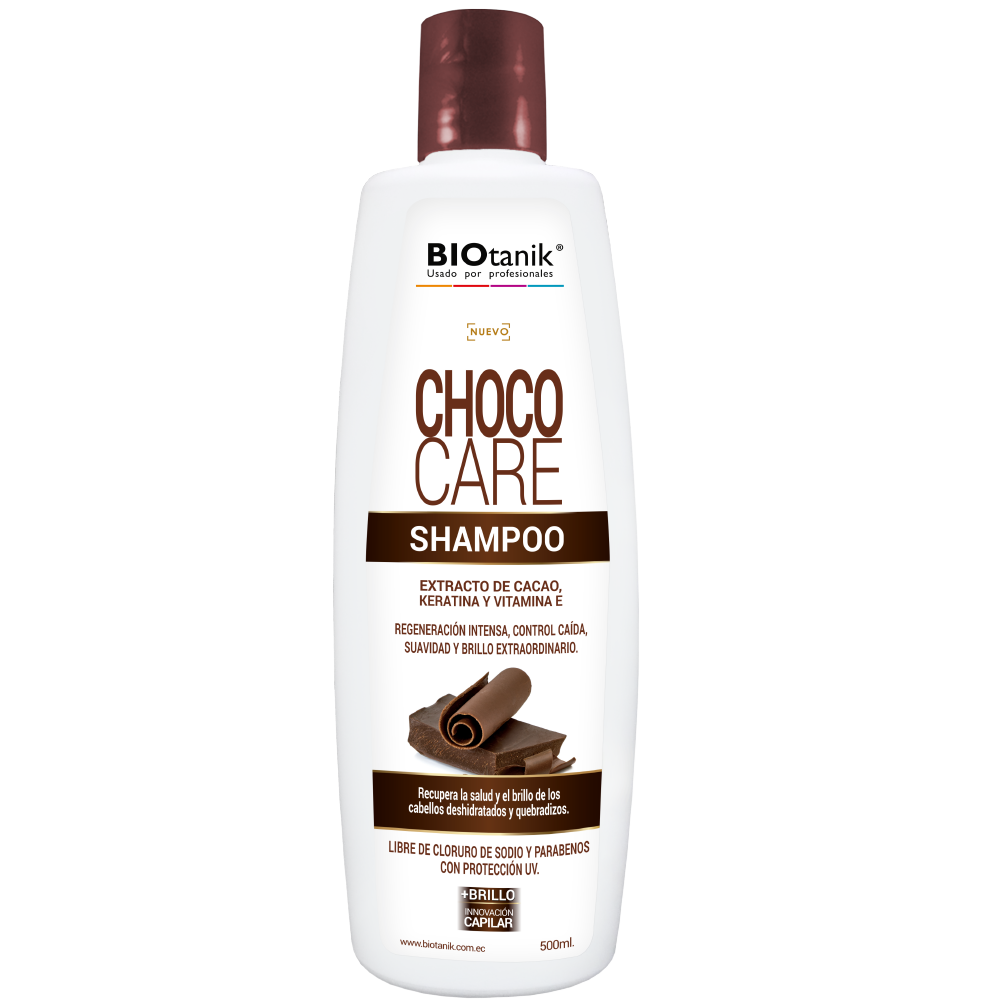 BIOtanik®
Usado por profesionales
NUEVO
CHOCO
CARE
SHAMPOO
EXTRACTO DE CACAO,
KERATINA Y VITAMINA E
REGENERACIÓN INTENSA, CONTROL CAÍDA,
SUAVIDAD Y BRILLO EXTRAORDINARIO.
Recupera la salud y el brillo de los
cabellos deshidratados y quebradizos.
LIBRE DE CLORURO DE SODIO Y PARABENOS
CON PROTECCIÓN UV.
+BRILLO
INNOVACIÓN
CAPILAR
www.biotanik.com.ec 500ml.